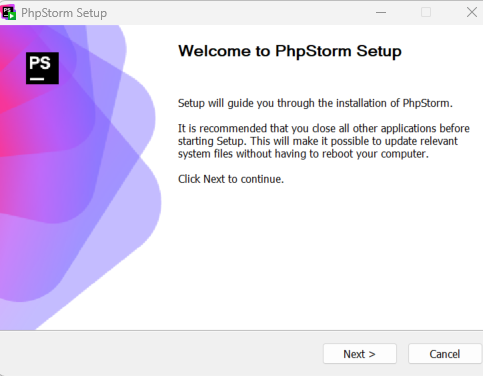 PhpStorm Setup
PS
Welcome to PhpStorm Setup
Setup will guide you through the installation of PhpStorm.
It is recommended that you close all other applications before
starting Setup. This will make it possible to update relevant
system files without having to reboot your computer.
Click Next to continue.
Next >
Cancel